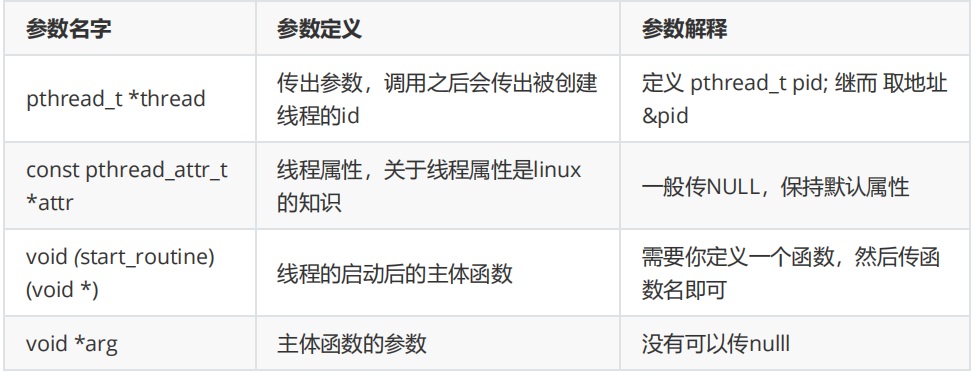 参数名字 参数定义 参数解释
pthread_t *thread 传出参数，调用之后会传出被创建 定义 pthread_t pid; 继而 取地址
线程的id &pid
const pthread_attr_t 线程属性，关于线程属性是linux 一般传NULL，保持默认属性
*attr 的知识
void (start_routine) 线程的启动后的主体函数 需要你定义一个函数，然后传函
(void *) 数名即可
void *arg 主体函数的参数 没有可以传nulll